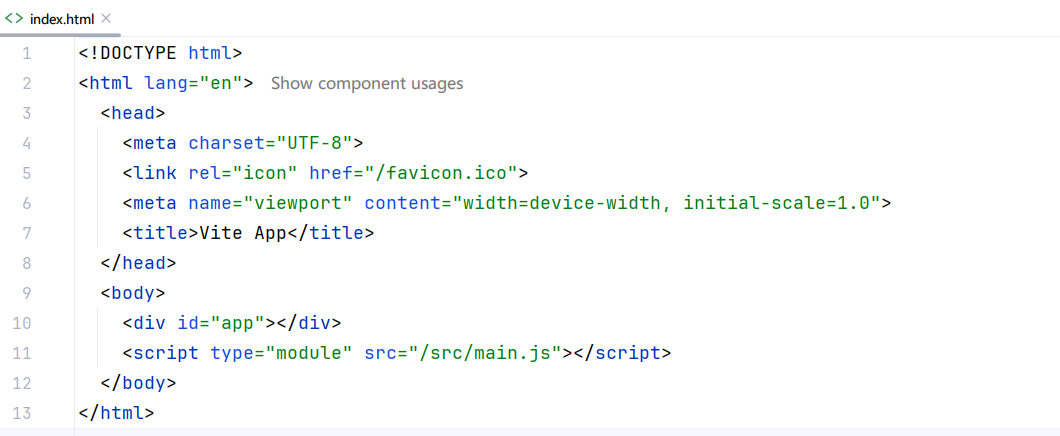 index.html
1 <!DOCTYPE html>
2 <html lang="en"> Show component usages
3 <head>
4 <meta charset="UTF-8">
5 <link rel="icon" href="/favicon.ico">
6 <meta name="viewport" content="width=device-width, initial-scale=1.0">
7 <title>Vite App</title>
8 </head>
9 <body>
10 <div id="app"></div>
11 <script type="module" src="/src/main.js"></script>
12 </body>
13 </html>